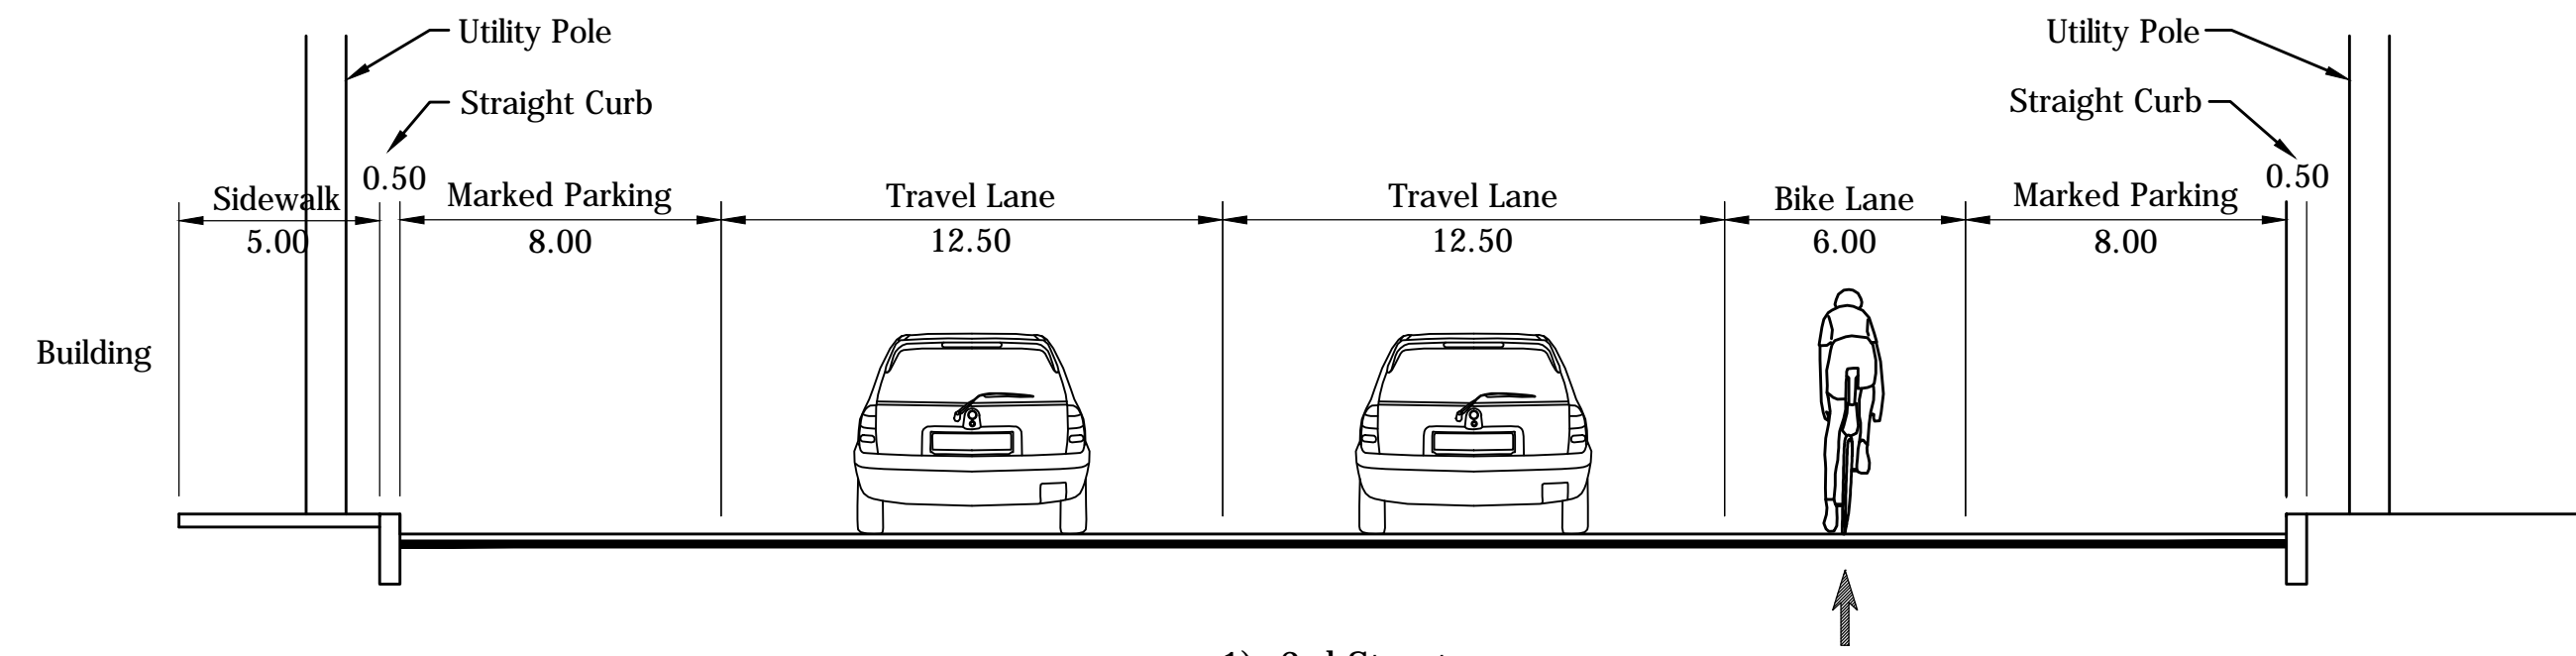 Utility Pole
Utility Pole
Straight Curb
Straight Curb
0.50
0.50
Sidewalk
Marked Parking
Travel Lane
Travel Lane
Bike Lane
Marked Parking
5.00
8.00
12.50
12.50
6.00
8.00
Building